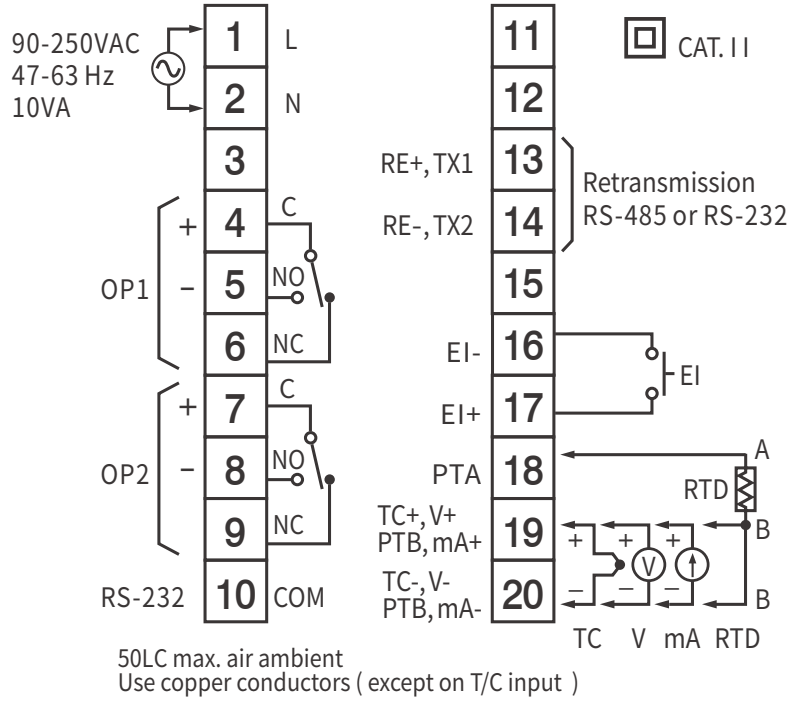 90-250VAC
47-63 Hz
10VA
1 L
2 N
3
C
+ 4
OP1 - 5 NO
6 NC
C
+ 7
OP2 - 8 NO
9 NC
RS-232 10 COM
11
CAT. II
12
RE+, TX1 13
Retransmission
RE-, TX2 14
RS-485 or RS-232
15
EI- 16
EI
EI+ 17
PTA 18 A
RTD
TC+, V+
PTB, mA+ 19 + + + B
V
TC-, V-
PTB, mA- 20 - - - B
TC V mA RTD
50LC max. air ambient
Use copper conductors ( except on T/C input )